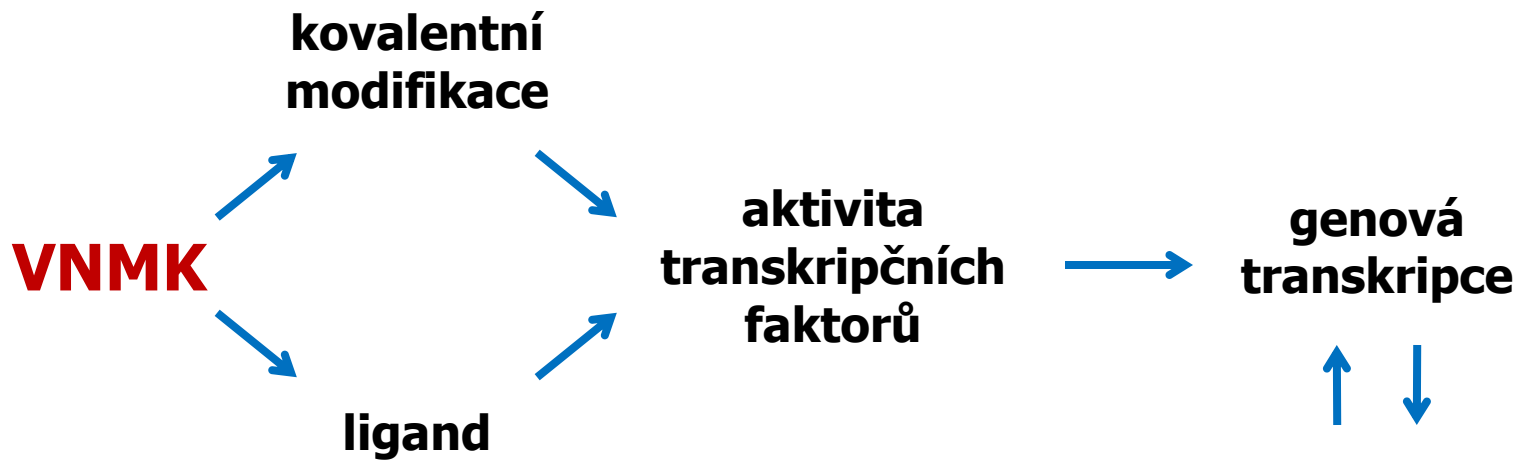 kovalentní
modifikace
VNMK
aktivita
transkripčních
faktorů
genová
transkripce
ligand